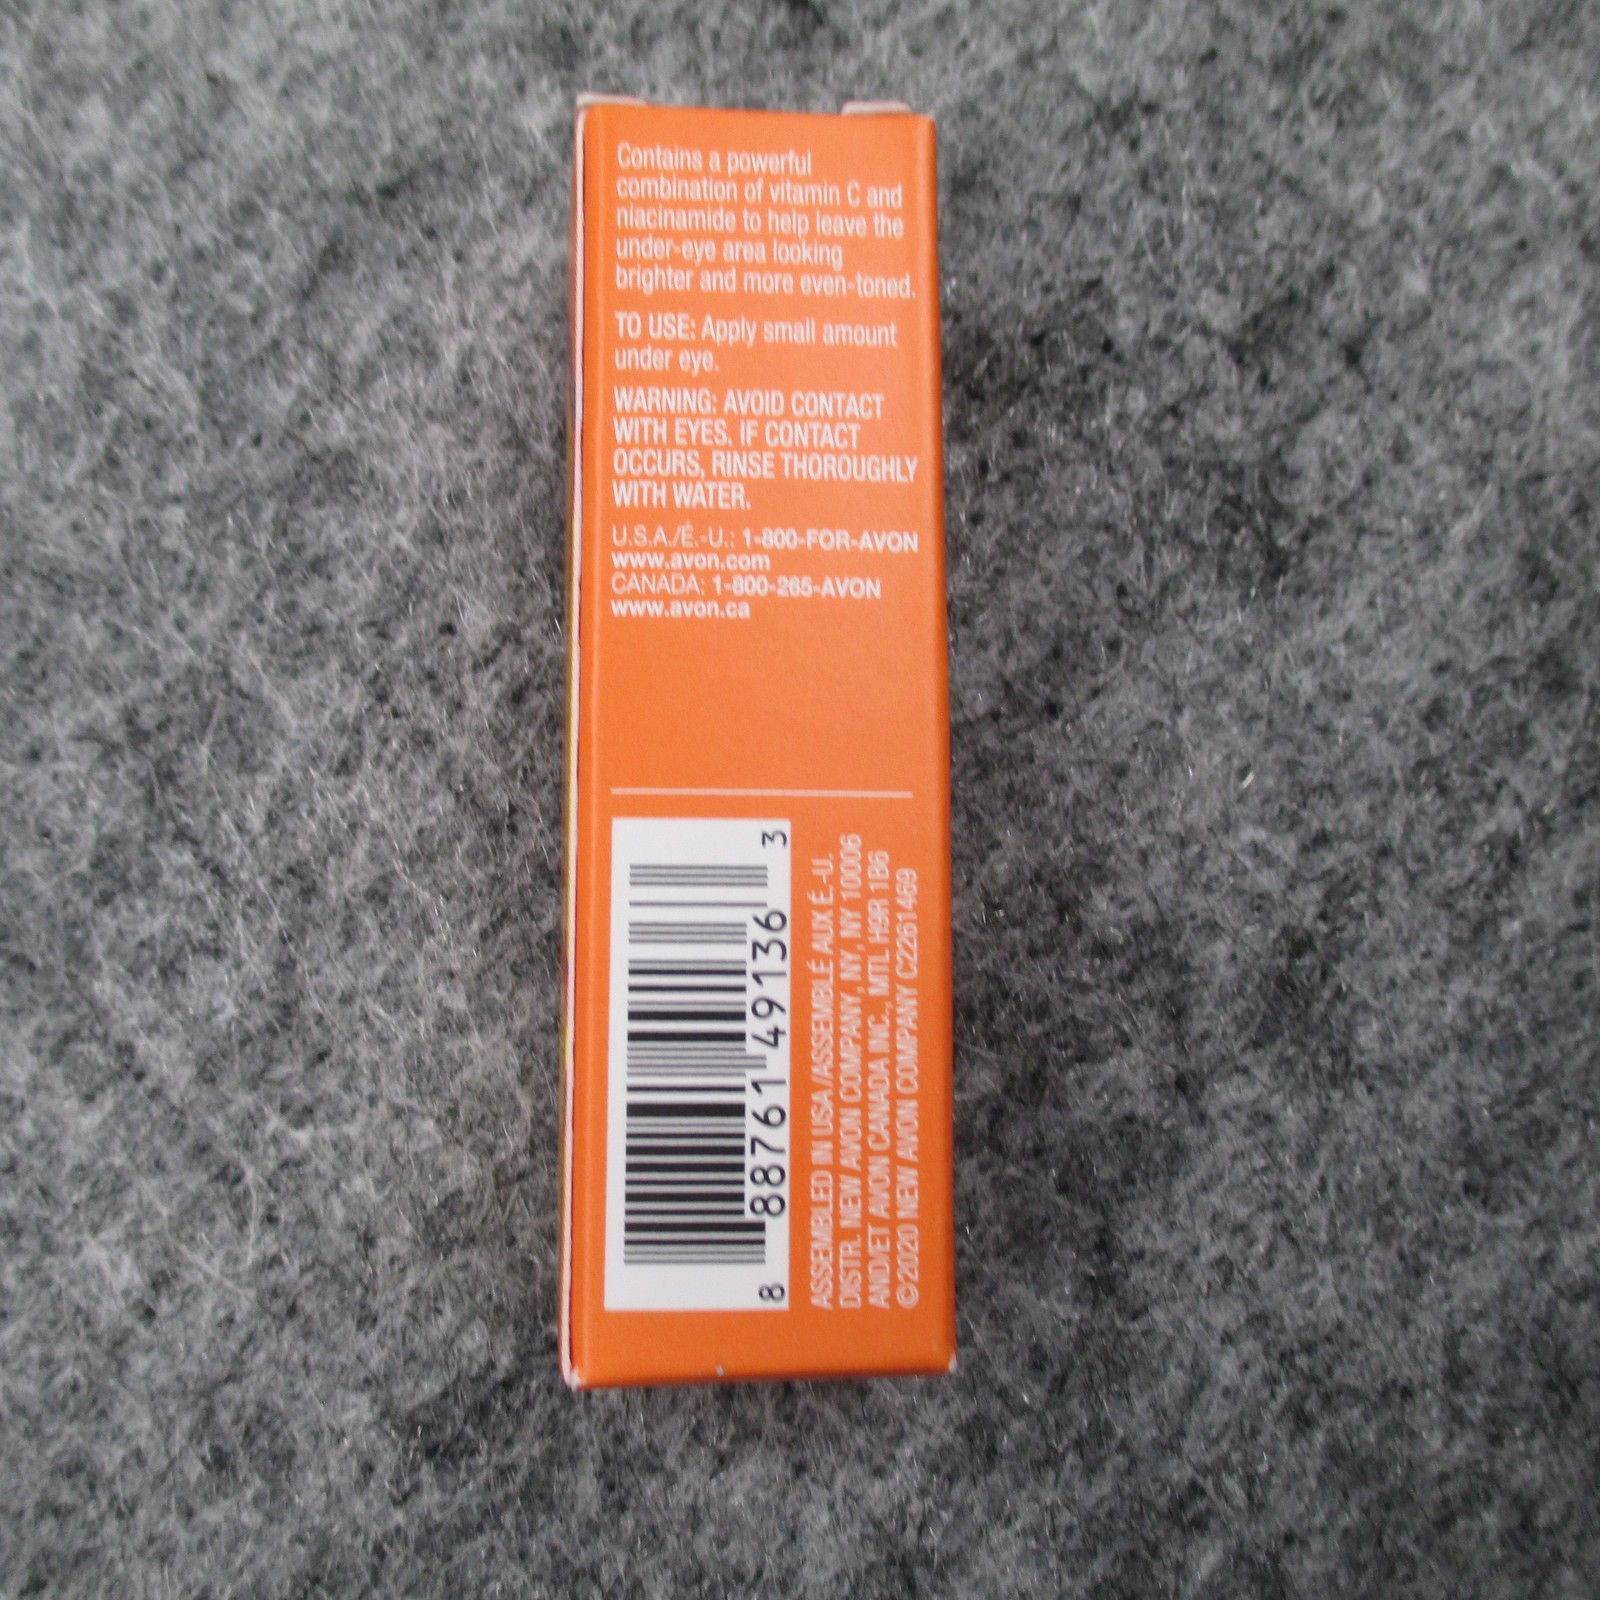 Contains a powerful
combination of vitamin C and
niacinamide to help leave the
under-eye area looking
brighter and more even-toned.
TO USE: Apply small amount
under eye.
WARNING: AVOID CONTACT
WITH EYES. IF CONTACT
OCCURS, RINSE THOROUGHLY
WITH WATER.
U.S.A./É.-U.: 1-800-FOR-AVON
www.avon.com
CANADA: 1-800-265-AVON
www.avon.ca
8 88761 49136 3
ASSEMBLED IN USA/ASSEMBLÉ AUX É.-U.
DISTR. NEW AVON COMPANY, NY, NY 10006
AND/ET AVON CANADA INC., MTL H9R 1B6
©2020 NEW AVON COMPANY C2261469